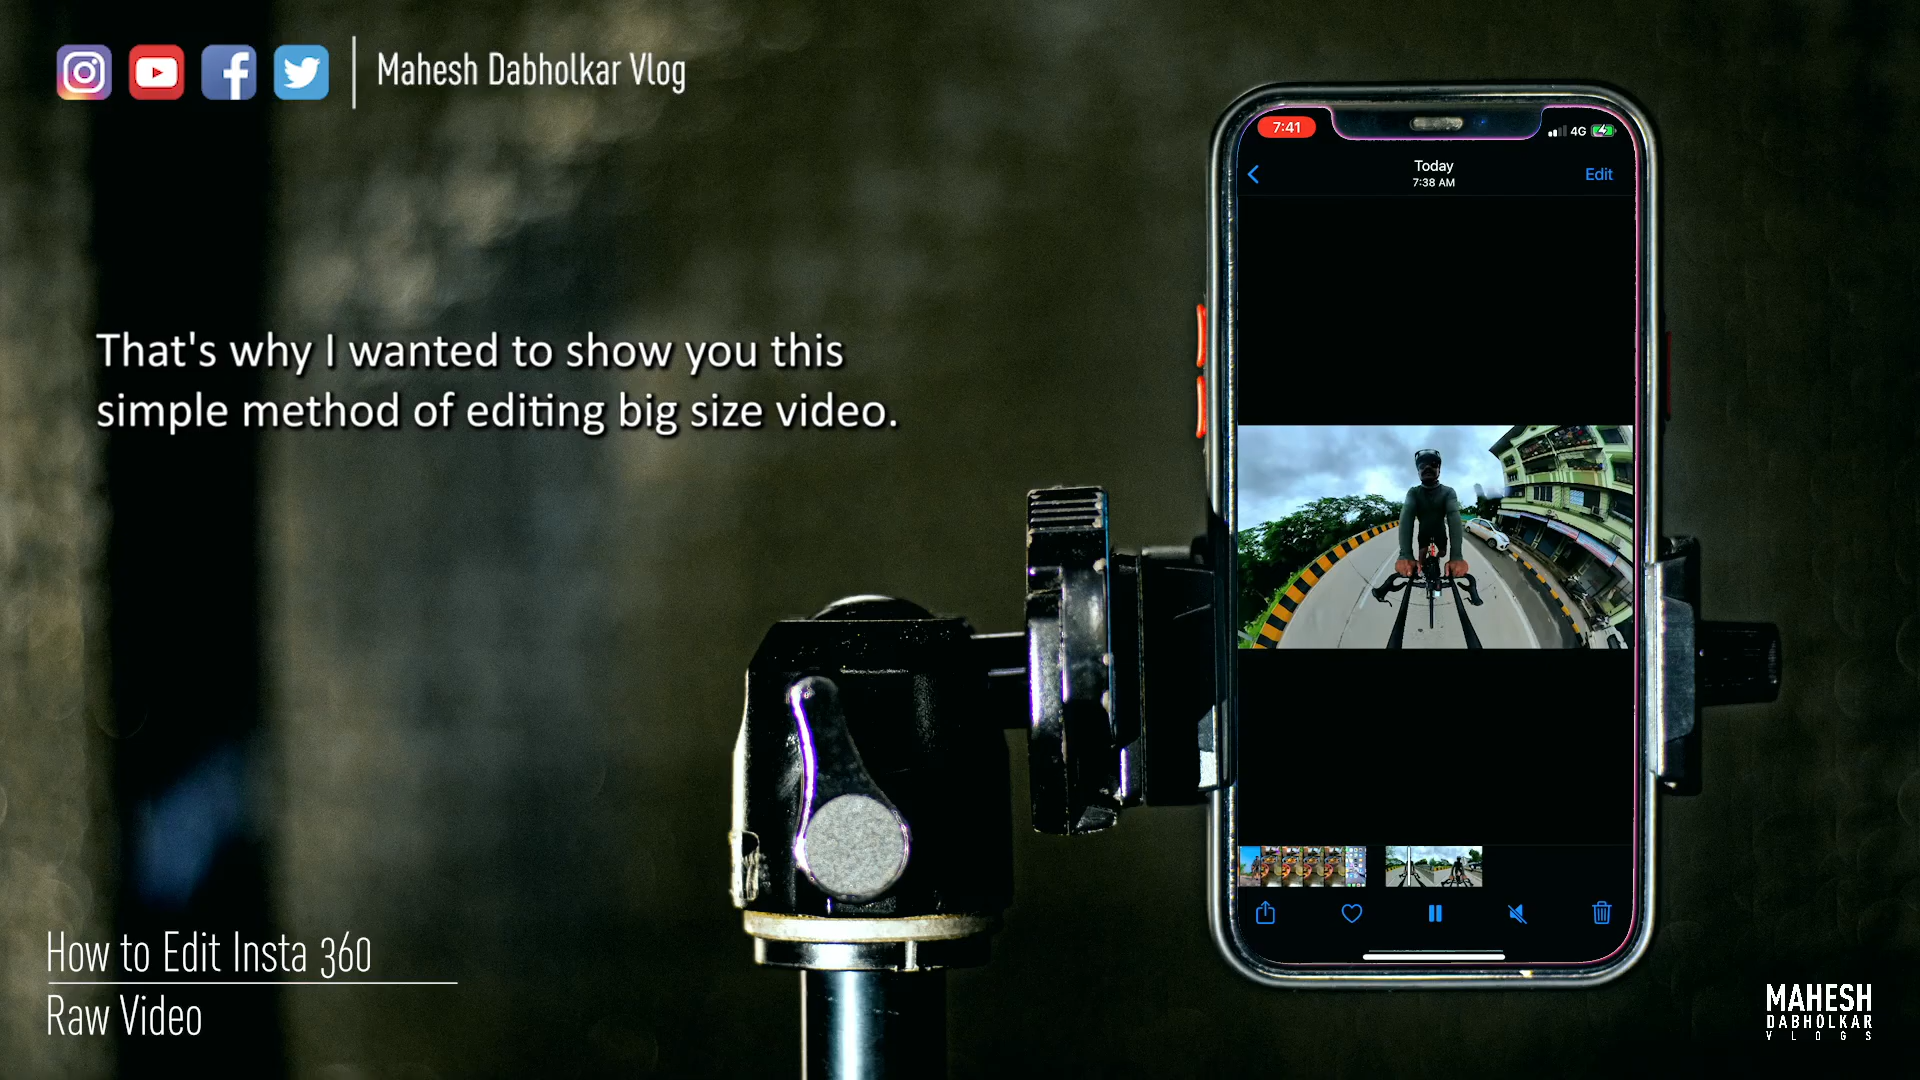 Mahesh Dabholkar Vlog
7:41
4G
Today
7:38 AM
Edit
That's why I wanted to show you this
simple method of editing big size video.
How to Edit Insta 360
Raw Video
MAHESH
DABHOLKAR
VLOGS